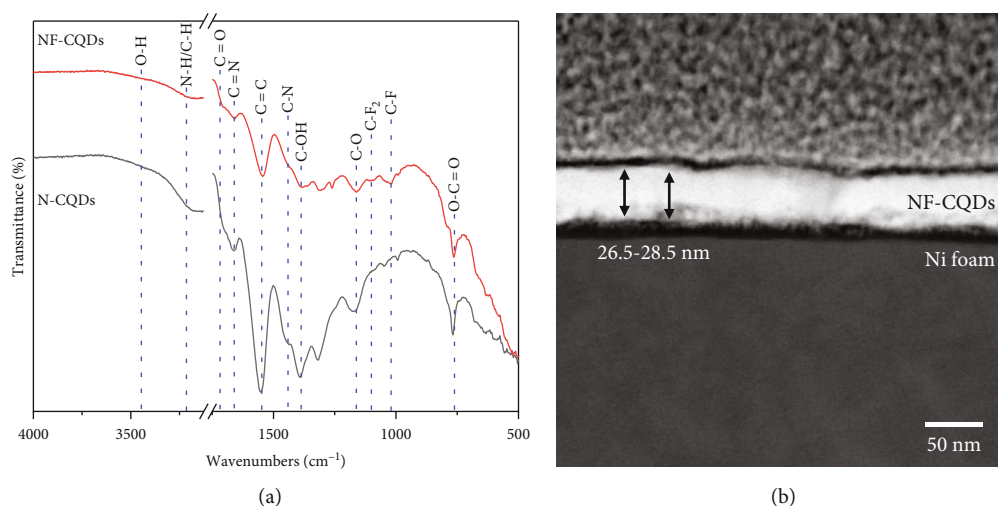 NF-CQDs
N-CQDs
O-H
N-H/C-H
C=O
C=N
C=C
C-N
C-OH
C-O
C-F₂
C-F
O-C=O
Transmittance (%)
4000
3500
1500
1000
500
Wavenumbers (cm⁻¹)
(a)
NF-CQDs
26.5-28.5 nm
Ni foam
50 nm
(b)